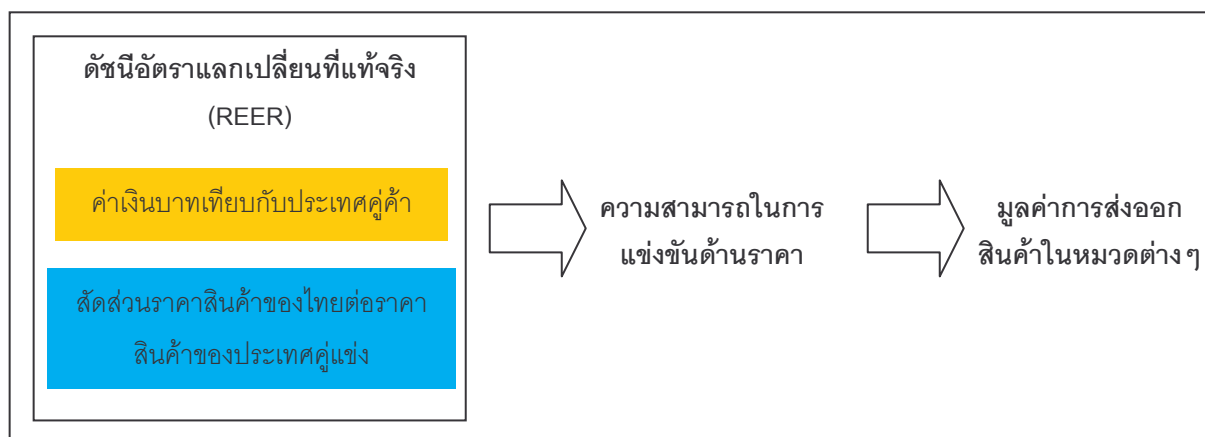 ดัชนีอัตราแลกเปลี่ยนที่แท้จริง
(REER)
ค่าเงินบาทเทียบกับประเทศคู่ค้า
สัดส่วนราคาสินค้าของไทยต่อราคา
สินค้าของประเทศคู่แข่ง
ความสามารถในการ
แข่งขันด้านราคา
มูลค่าการส่งออก
สินค้าในหมวดต่างๆ